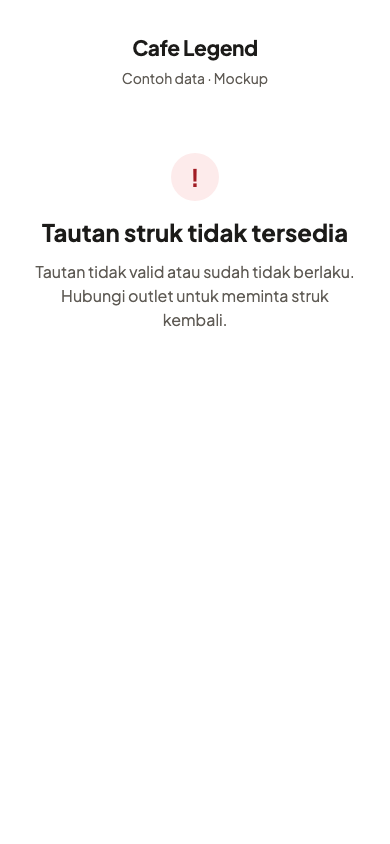 Cafe Legend
Contoh data · Mockup
!
Tautan struk tidak tersedia
Tautan tidak valid atau sudah tidak berlaku.
Hubungi outlet untuk meminta struk
kembali.